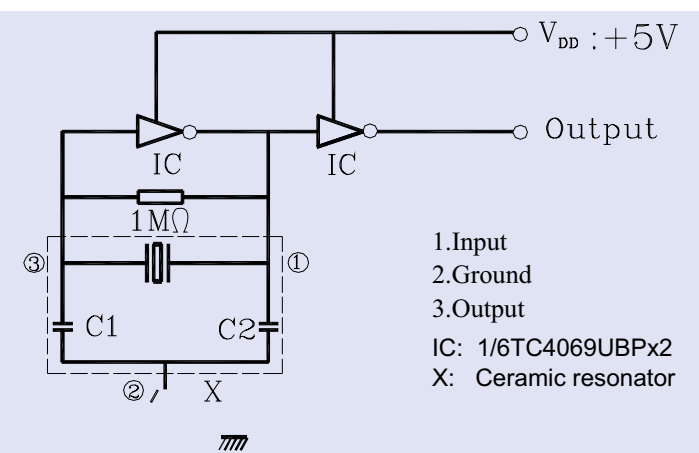 V_DD :+5V
Output
IC
IC
1MΩ
③
①
1.Input
2.Ground
3.Output
C1
C2
IC: 1/6TC4069UBPx2
X: Ceramic resonator
②
X